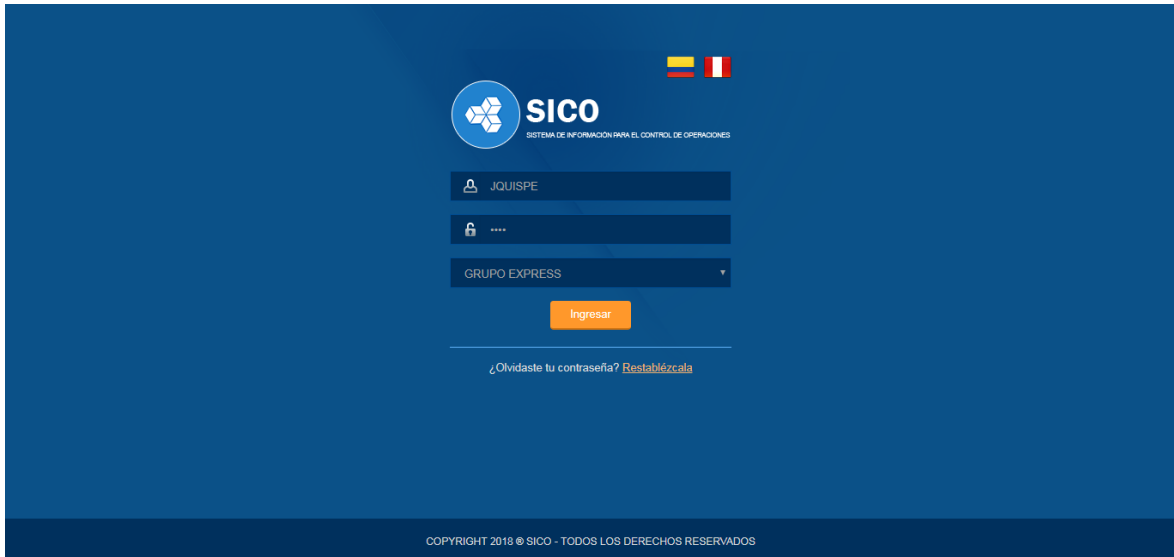 SICO
SISTEMA DE INFORMACIÓN PARA EL CONTROL DE OPERACIONES
JQUISPE
••••
GRUPO EXPRESS
Ingresar
¿Olvidaste tu contraseña? Restablézcala
COPYRIGHT 2018 ® SICO - TODOS LOS DERECHOS RESERVADOS